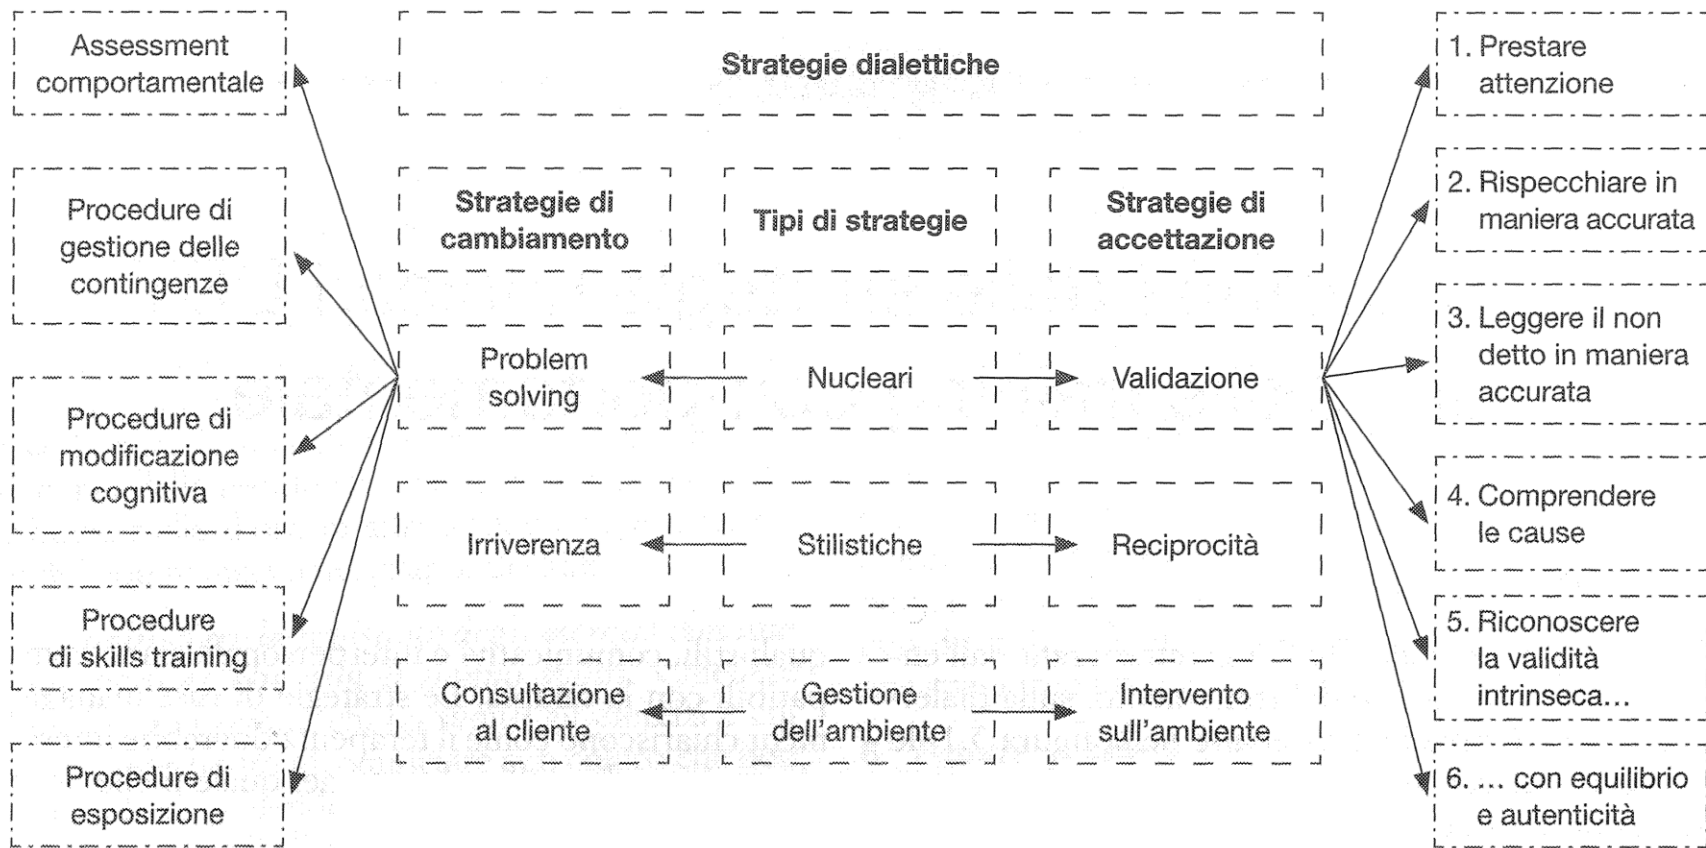 Assessment
comportamentale
Procedure di
gestione delle
contingenze
Procedure di
modificazione
cognitiva
Procedure
di skills training
Procedure di
esposizione
Strategie dialettiche
Strategie di
cambiamento
Tipi di strategie
Strategie di
accettazione
Problem
solving
Nucleari
Validazione
Irriverenza
Stilistiche
Reciprocità
Consultazione
al cliente
Gestione
dell'ambiente
Intervento
sull'ambiente
1. Prestare
attenzione
2. Rispecchiare in
maniera accurata
3. Leggere il non
detto in maniera
accurata
4. Comprendere
le cause
5. Riconoscere
la validità
intrinseca...
6. ... con equilibrio
e autenticità